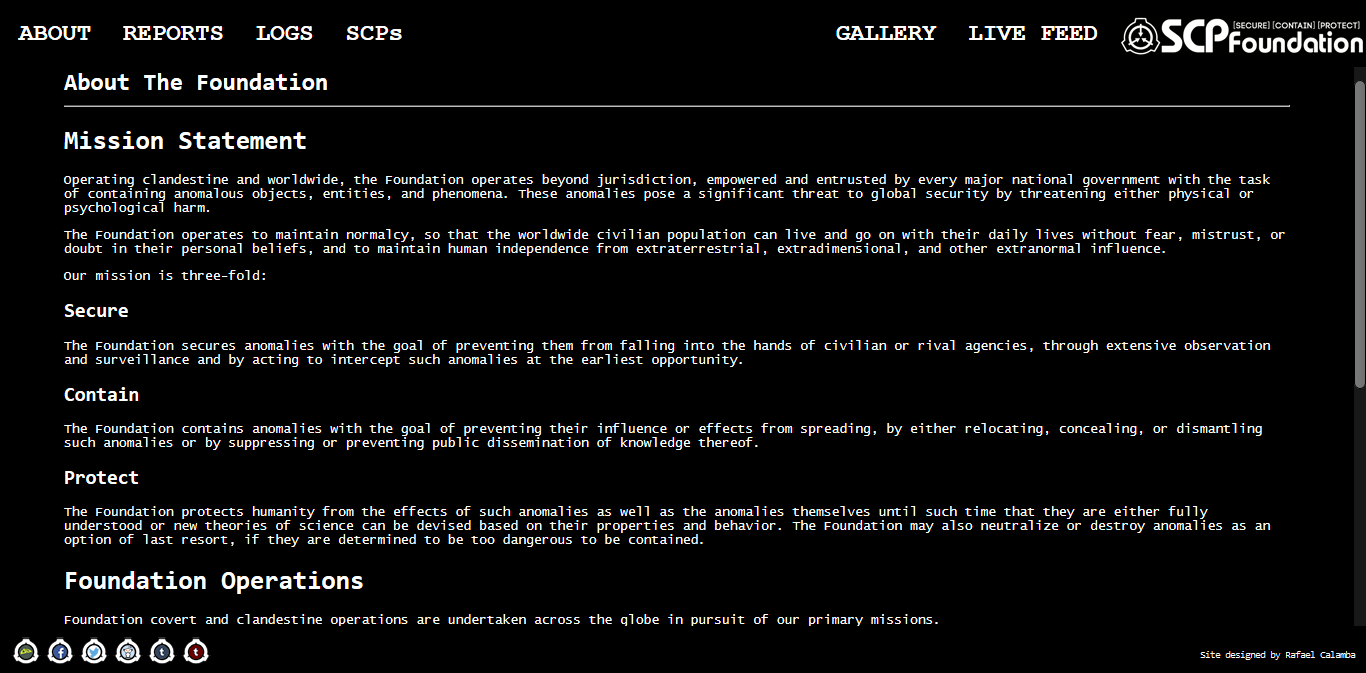 ABOUT REPORTS LOGS SCPs GALLERY LIVE FEED [SECURE] [CONTAIN] [PROTECT]
SCP Foundation
About The Foundation
Mission Statement
Operating clandestine and worldwide, the Foundation operates beyond jurisdiction, empowered and entrusted by every major national government with the task
of containing anomalous objects, entities, and phenomena. These anomalies pose a significant threat to global security by threatening either physical or
psychological harm.
The Foundation operates to maintain normalcy, so that the worldwide civilian population can live and go on with their daily lives without fear, mistrust, or
doubt in their personal beliefs, and to maintain human independence from extraterrestrial, extradimensional, and other extranormal influence.
Our mission is three-fold:
Secure
The Foundation secures anomalies with the goal of preventing them from falling into the hands of civilian or rival agencies, through extensive observation
and surveillance and by acting to intercept such anomalies at the earliest opportunity.
Contain
The Foundation contains anomalies with the goal of preventing their influence or effects from spreading, by either relocating, concealing, or dismantling
such anomalies or by suppressing or preventing public dissemination of knowledge thereof.
Protect
The Foundation protects humanity from the effects of such anomalies as well as the anomalies themselves until such time that they are either fully
understood or new theories of science can be devised based on their properties and behavior. The Foundation may also neutralize or destroy anomalies as an
option of last resort, if they are determined to be too dangerous to be contained.
Foundation Operations
Foundation covert and clandestine operations are undertaken across the globe in pursuit of our primary missions.
f t t
Site designed by Rafael Calamba